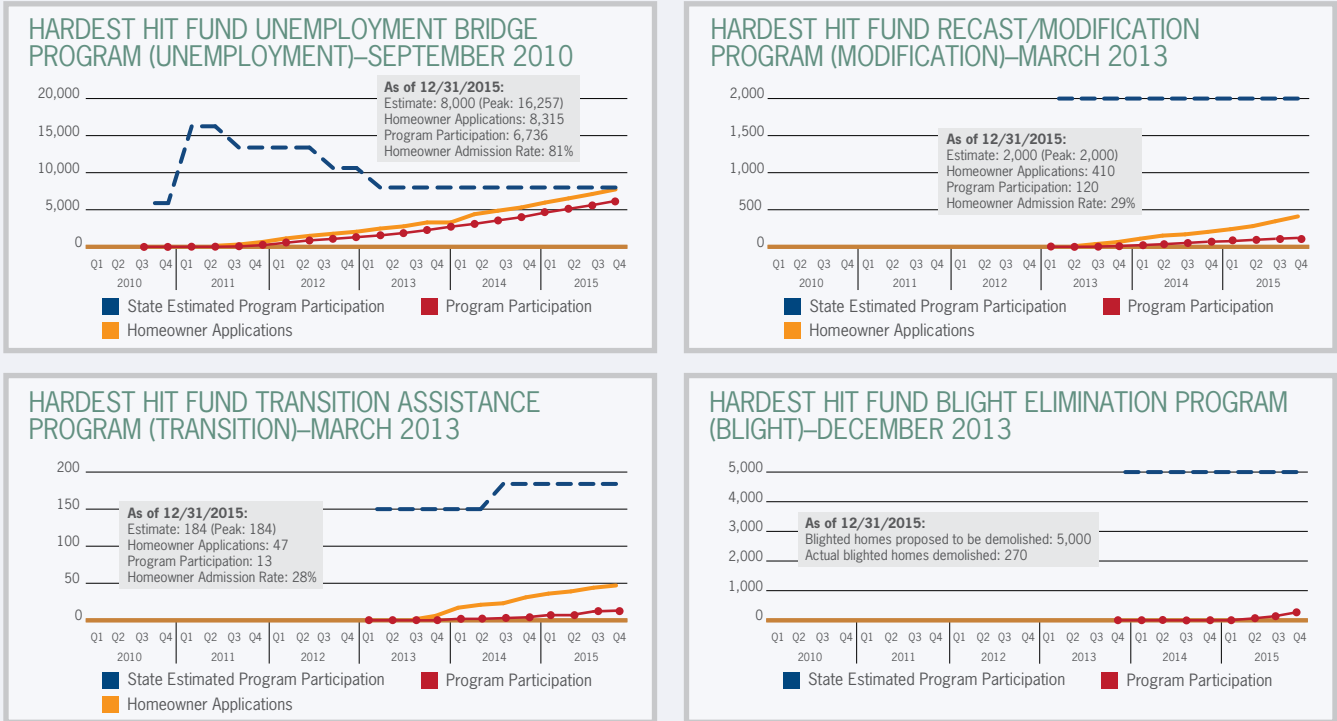 HARDEST HIT FUND UNEMPLOYMENT BRIDGE
PROGRAM (UNEMPLOYMENT)–SEPTEMBER 2010
As of 12/31/2015:
Estimate: 8,000 (Peak: 16,257)
Homeowner Applications: 8,315
Program Participation: 6,736
Homeowner Admission Rate: 81%
20,000
15,000
10,000
5,000
0
Q1 Q2 Q3 Q4 Q1 Q2 Q3 Q4 Q1 Q2 Q3 Q4 Q1 Q2 Q3 Q4 Q1 Q2 Q3 Q4 Q1 Q2 Q3 Q4
2010 2011 2012 2013 2014 2015
State Estimated Program Participation Program Participation
Homeowner Applications
HARDEST HIT FUND RECAST/MODIFICATION
PROGRAM (MODIFICATION)–MARCH 2013
2,000
1,500
1,000
500
0
As of 12/31/2015:
Estimate: 2,000 (Peak: 2,000)
Homeowner Applications: 410
Program Participation: 120
Homeowner Admission Rate: 29%
Q1 Q2 Q3 Q4 Q1 Q2 Q3 Q4 Q1 Q2 Q3 Q4 Q1 Q2 Q3 Q4 Q1 Q2 Q3 Q4 Q1 Q2 Q3 Q4
2010 2011 2012 2013 2014 2015
State Estimated Program Participation Program Participation
Homeowner Applications
HARDEST HIT FUND TRANSITION ASSISTANCE
PROGRAM (TRANSITION)–MARCH 2013
200
150
100
50
0
As of 12/31/2015:
Estimate: 184 (Peak: 184)
Homeowner Applications: 47
Program Participation: 13
Homeowner Admission Rate: 28%
Q1 Q2 Q3 Q4 Q1 Q2 Q3 Q4 Q1 Q2 Q3 Q4 Q1 Q2 Q3 Q4 Q1 Q2 Q3 Q4 Q1 Q2 Q3 Q4
2010 2011 2012 2013 2014 2015
State Estimated Program Participation Program Participation
Homeowner Applications
HARDEST HIT FUND BLIGHT ELIMINATION PROGRAM
(BLIGHT)–DECEMBER 2013
5,000
4,000
3,000
2,000
1,000
0
As of 12/31/2015:
Blighted homes proposed to be demolished: 5,000
Actual blighted homes demolished: 270
Q1 Q2 Q3 Q4 Q1 Q2 Q3 Q4 Q1 Q2 Q3 Q4 Q1 Q2 Q3 Q4 Q1 Q2 Q3 Q4 Q1 Q2 Q3 Q4
2010 2011 2012 2013 2014 2015
State Estimated Program Participation Program Participation